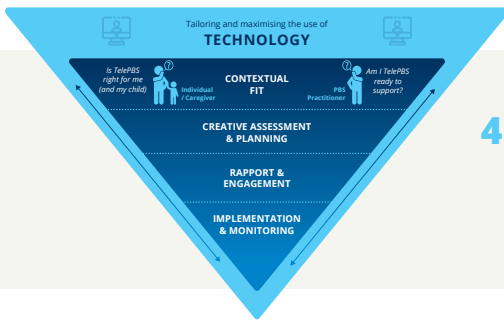 Tailoring and maximising the use of
TECHNOLOGY
Is TelePBS
right for me
(and my child)
?
Individual
/ Caregiver
CONTEXTUAL
FIT
?
PBS
Practitioner
Am I TelePBS
ready to
support?
CREATIVE ASSESSMENT
& PLANNING
RAPPORT &
ENGAGEMENT
IMPLEMENTATION
& MONITORING
4